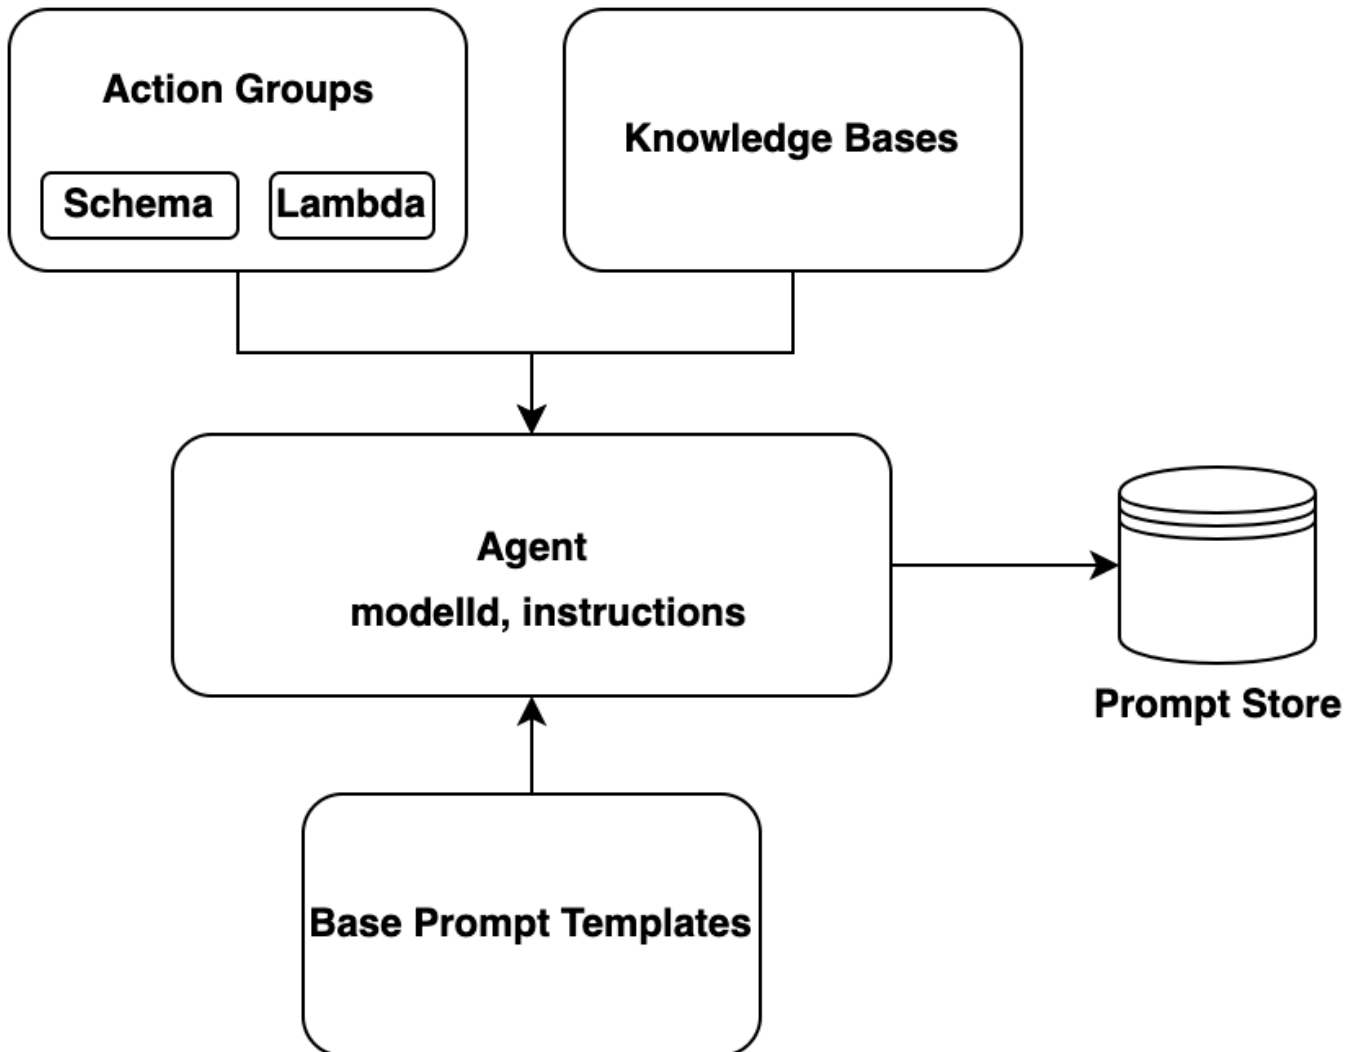 Action Groups
Knowledge Bases
Schema
Lambda
Agent
modelId, instructions
Prompt Store
Base Prompt Templates